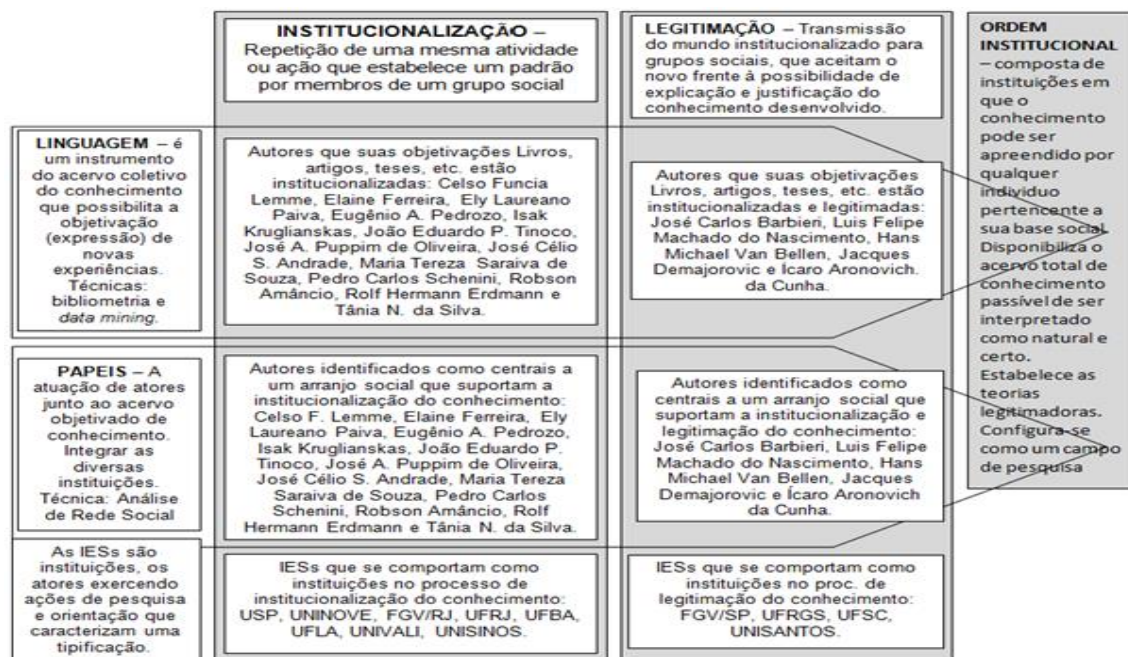 INSTITUCIONALIZAÇÃO –
Repetição de uma mesma atividade
ou ação que estabelece um padrão
por membros de um grupo social
LEGITIMAÇÃO – Transmissão
do mundo institucionalizado para
grupos sociais, que aceitam o
novo frente à possibilidade de
explicação e justificação do
conhecimento desenvolvido.
ORDEM
INSTITUCIONAL
– composta de
instituições em
que o
conhecimento
pode ser
apreendido por
qualquer
individuo
pertencente a
sua base social.
Disponibiliza o
acervo total de
conhecimento
passível de ser
interpretado
como natural e
certo.
Estabelece as
teorias
legitimadoras.
Configura-se
como um campo
de pesquisa
LINGUAGEM – é
um instrumento
do acervo coletivo
do conhecimento
que possibilita a
objetivação
(expressão) de
novas
experiências.
Técnicas:
bibliometria e
data mining.
Autores que suas objetivações Livros,
artigos, teses, etc. estão
institucionalizadas: Celso Funcia
Lemme, Elaine Ferreira, Ely Laureano
Paiva, Eugênio A. Pedrozo, Isak
Kruglianskas, João Eduardo P. Tinoco,
José A. Puppim de Oliveira, José Célio
S. Andrade, Maria Tereza Saraiva de
Souza, Pedro Carlos Schenini, Robson
Amâncio, Rolf Hermann Erdmann e
Tânia N. da Silva.
Autores que suas objetivações
Livros, artigos, teses, etc. estão
institucionalizadas e legitimadas:
José Carlos Barbieri, Luis Felipe
Machado do Nascimento, Hans
Michael Van Bellen, Jacques
Demajorovic e Ícaro Aronovich.
da Cunha.
PAPEIS – A
atuação de atores
junto ao acervo
objetivado de
conhecimento.
Integrar as
diversas
instituições.
Técnica: Análise
de Rede Social
Autores identificados como centrais a
um arranjo social que suportam a
institucionalização do conhecimento:
Celso F. Lemme, Elaine Ferreira, Ely
Laureano Paiva, Eugênio A. Pedrozo,
Isak Kruglianskas, João Eduardo P.
Tinoco, José A. Puppim de Oliveira,
José Célio S. Andrade, Maria Tereza
Saraiva de Souza, Pedro Carlos
Schenini, Robson Amâncio, Rolf
Hermann Erdmann e Tânia N. da Silva.
Autores identificados como
centrais a um arranjo social que
suportam a institucionalização e
legitimação do conhecimento:
José Carlos Barbieri, Luis Felipe
Machado do Nascimento, Hans
Michael Van Bellen, Jacques
Demajorovic e Ícaro Aronovich
da Cunha.
As IESs são
instituições, os
atores exercendo
ações de pesquisa
e orientação que
caracterizam uma
tipificação.
IESs que se comportam como
instituições no processo de
institucionalização do conhecimento:
USP, UNINOVE, FGV/RJ, UFRJ, UFBA,
UFLA, UNIVALI, UNISINOS.
IESs que se comportam como
instituições no proc. de
legitimação do conhecimento:
FGV/SP, UFRGS, UFSC,
UNISANTOS.